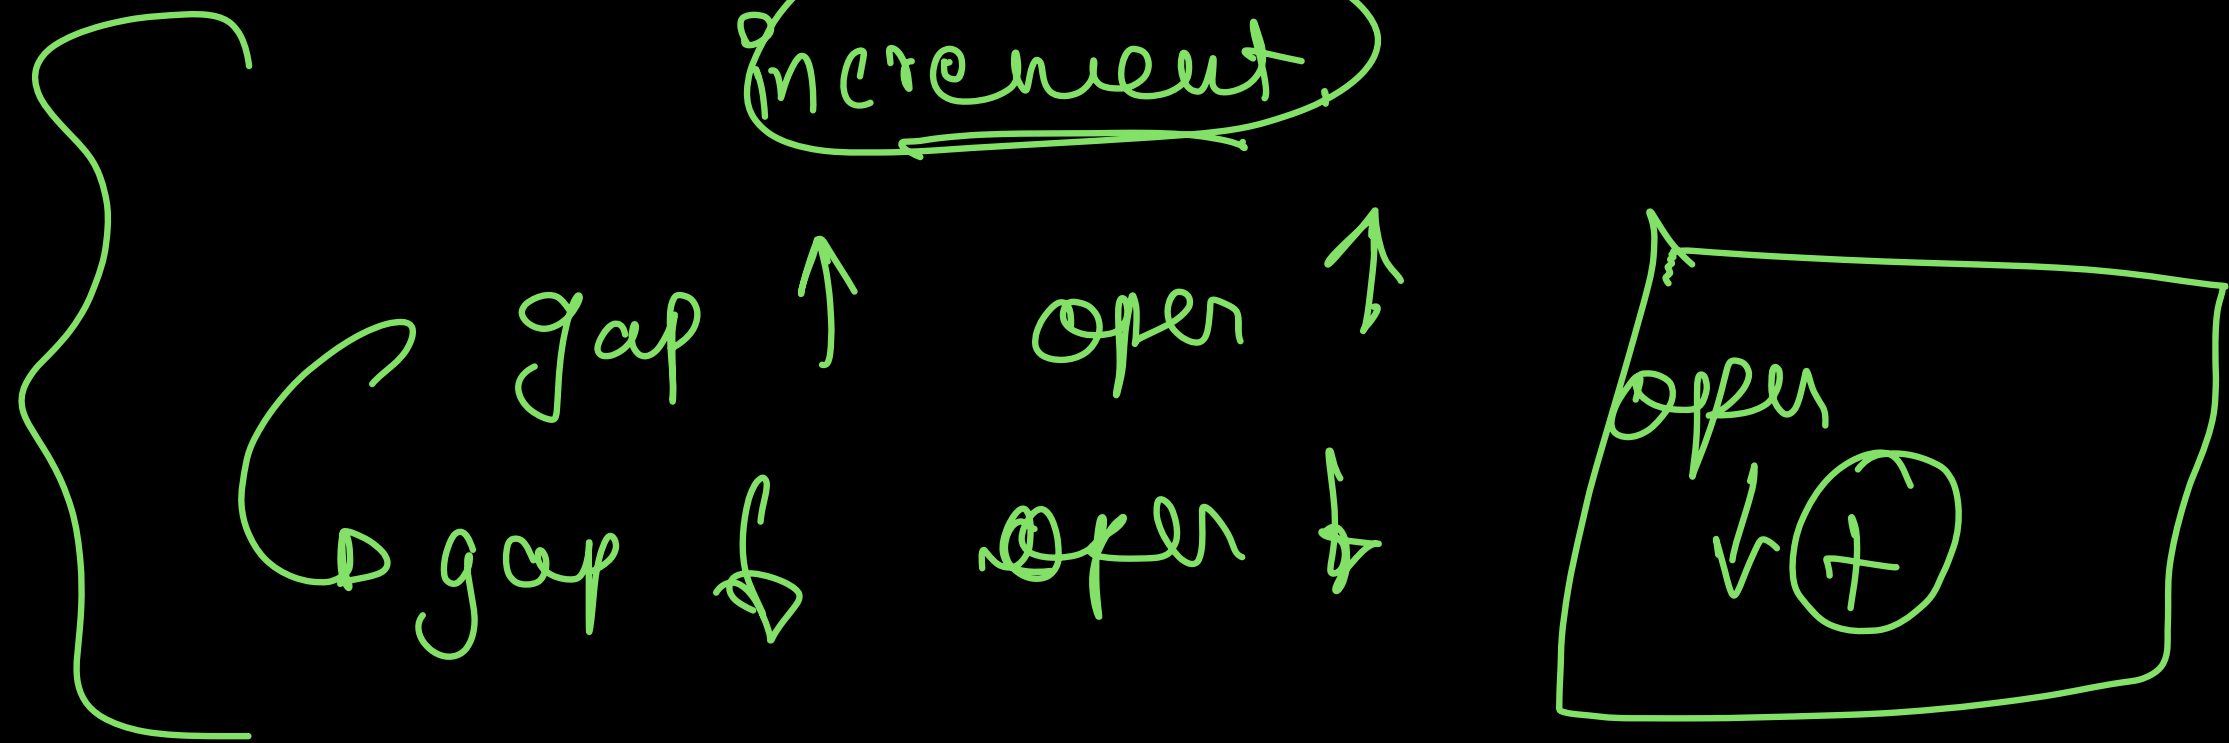 Increment
gap ↑ oper ↑
gap ↓ oper ↓
oper
↓ +